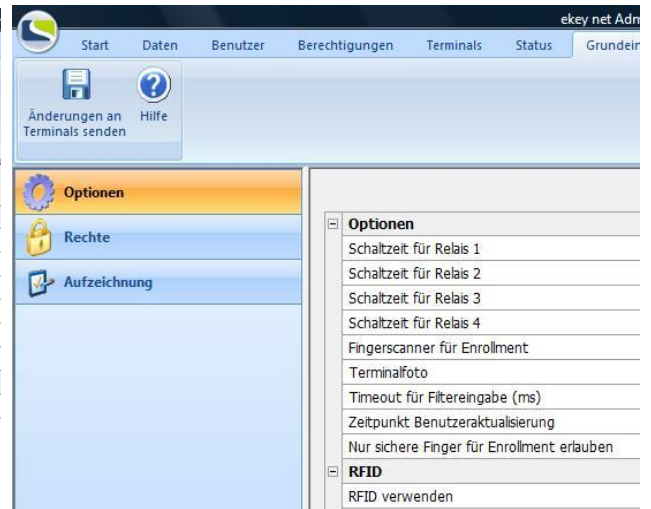 ekey net Adm
Start Daten Benutzer Berechtigungen Terminals Status Grundein
Änderungen an
Terminals senden
Hilfe
Optionen
Rechte
Aufzeichnung
Optionen
Schaltzeit für Relais 1
Schaltzeit für Relais 2
Schaltzeit für Relais 3
Schaltzeit für Relais 4
Fingerscanner für Enrollment
Terminalfoto
Timeout für Filtereingabe (ms)
Zeitpunkt Benutzeraktualisierung
Nur sichere Finger für Enrollment erlauben
RFID
RFID verwenden